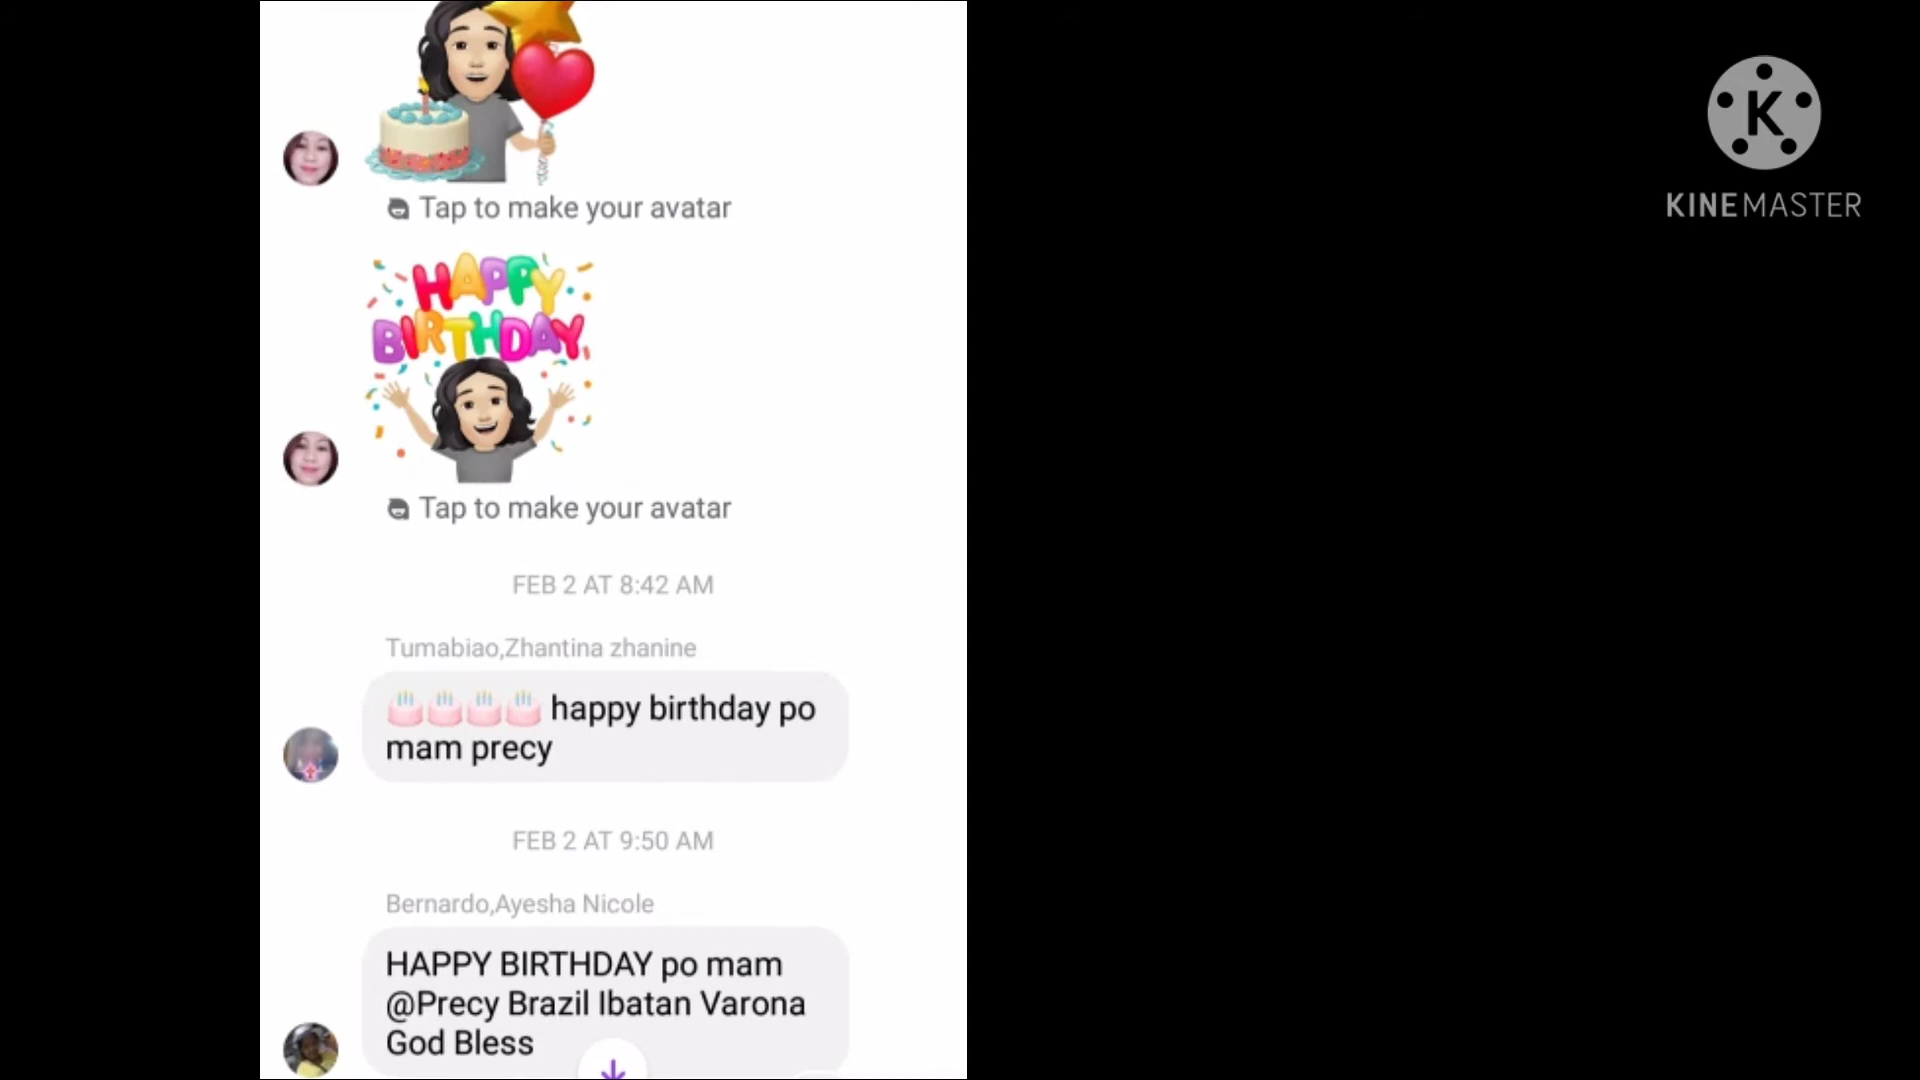 Tap to make your avatar
HAPPY
BIRTHDAY
Tap to make your avatar
FEB 2 AT 8:42 AM
Tumabiao,Zhantina zhanine
🎂🎂🎂🎂 happy birthday po
mam precy
FEB 2 AT 9:50 AM
Bernardo,Ayesha Nicole
HAPPY BIRTHDAY po mam
@Precy Brazil Ibatan Varona
God Bless
K
KINEMASTER